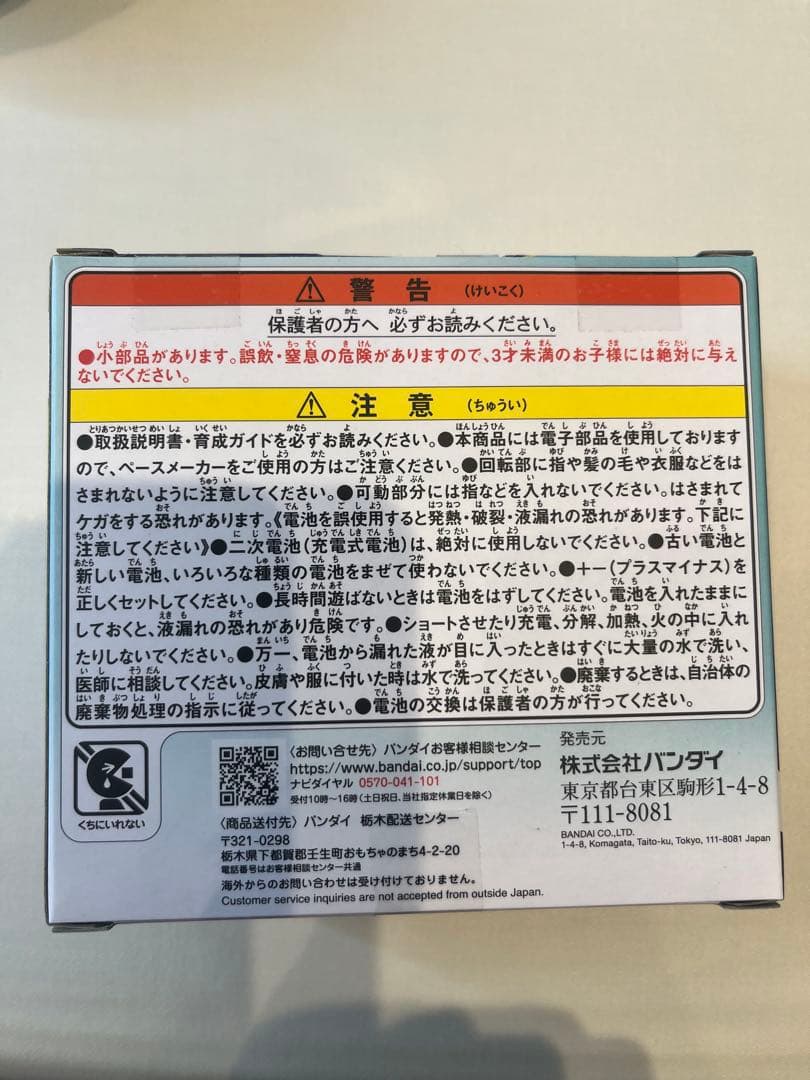 ⚠ 警告 (けいこく)
保護者の方へ 必ずお読みください。
●小部品があります。誤飲・窒息の危険がありますので、3才未満のお子様には絶対に与え
ないでください。
⚠ 注意 (ちゅうい)
●取扱説明書・育成ガイドを必ずお読みください。●本商品には電子部品を使用しております
ので、ペースメーカーをご使用の方はご注意ください。●回転部に指や髪の毛や衣服などをは
さまれないように注意してください。●可動部分には指などを入れないでください。はさまれて
ケガをする恐れがあります。《電池を誤使用すると発熱・破裂・液漏れの恐れがあります。下記に
注意してください》●二次電池(充電式電池)は、絶対に使用しないでください。●古い電池と
新しい電池、いろいろな種類の電池をまぜて使わないでください。●+-(プラスマイナス)を
正しくセットしてください。●長時間遊ばないときは電池をはずしてください。電池を入れたままに
しておくと、液漏れの恐れがあり危険です。●ショートさせたり充電、分解、加熱、火の中に入れ
たりしないでください。●万一、電池から漏れた液が目に入ったときはすぐに大量の水で洗い、
医師に相談してください。皮膚や服に付いた時は水で洗ってください。●廃棄するときは、自治体の
廃棄物処理の指示に従ってください。●電池の交換は保護者の方が行ってください。
くちにいれない
〈お問い合せ先〉バンダイお客様相談センター
https://www.bandai.co.jp/support/top
ナビダイヤル 0570-041-101
受付10時~16時(土日祝日、当社指定休業日を除く)
〈商品送付先〉バンダイ 栃木配送センター
〒321-0298
栃木県下都賀郡壬生町おもちゃのまち4-2-20
電話番号はお客様相談センター共通
海外からのお問い合わせは受け付けておりません。
Customer service inquiries are not accepted from outside Japan.
発売元
株式会社バンダイ
東京都台東区駒形1-4-8
〒111-8081
BANDAI CO.,LTD.
1-4-8, Komagata, Taito-ku, Tokyo, 111-8081 Japan